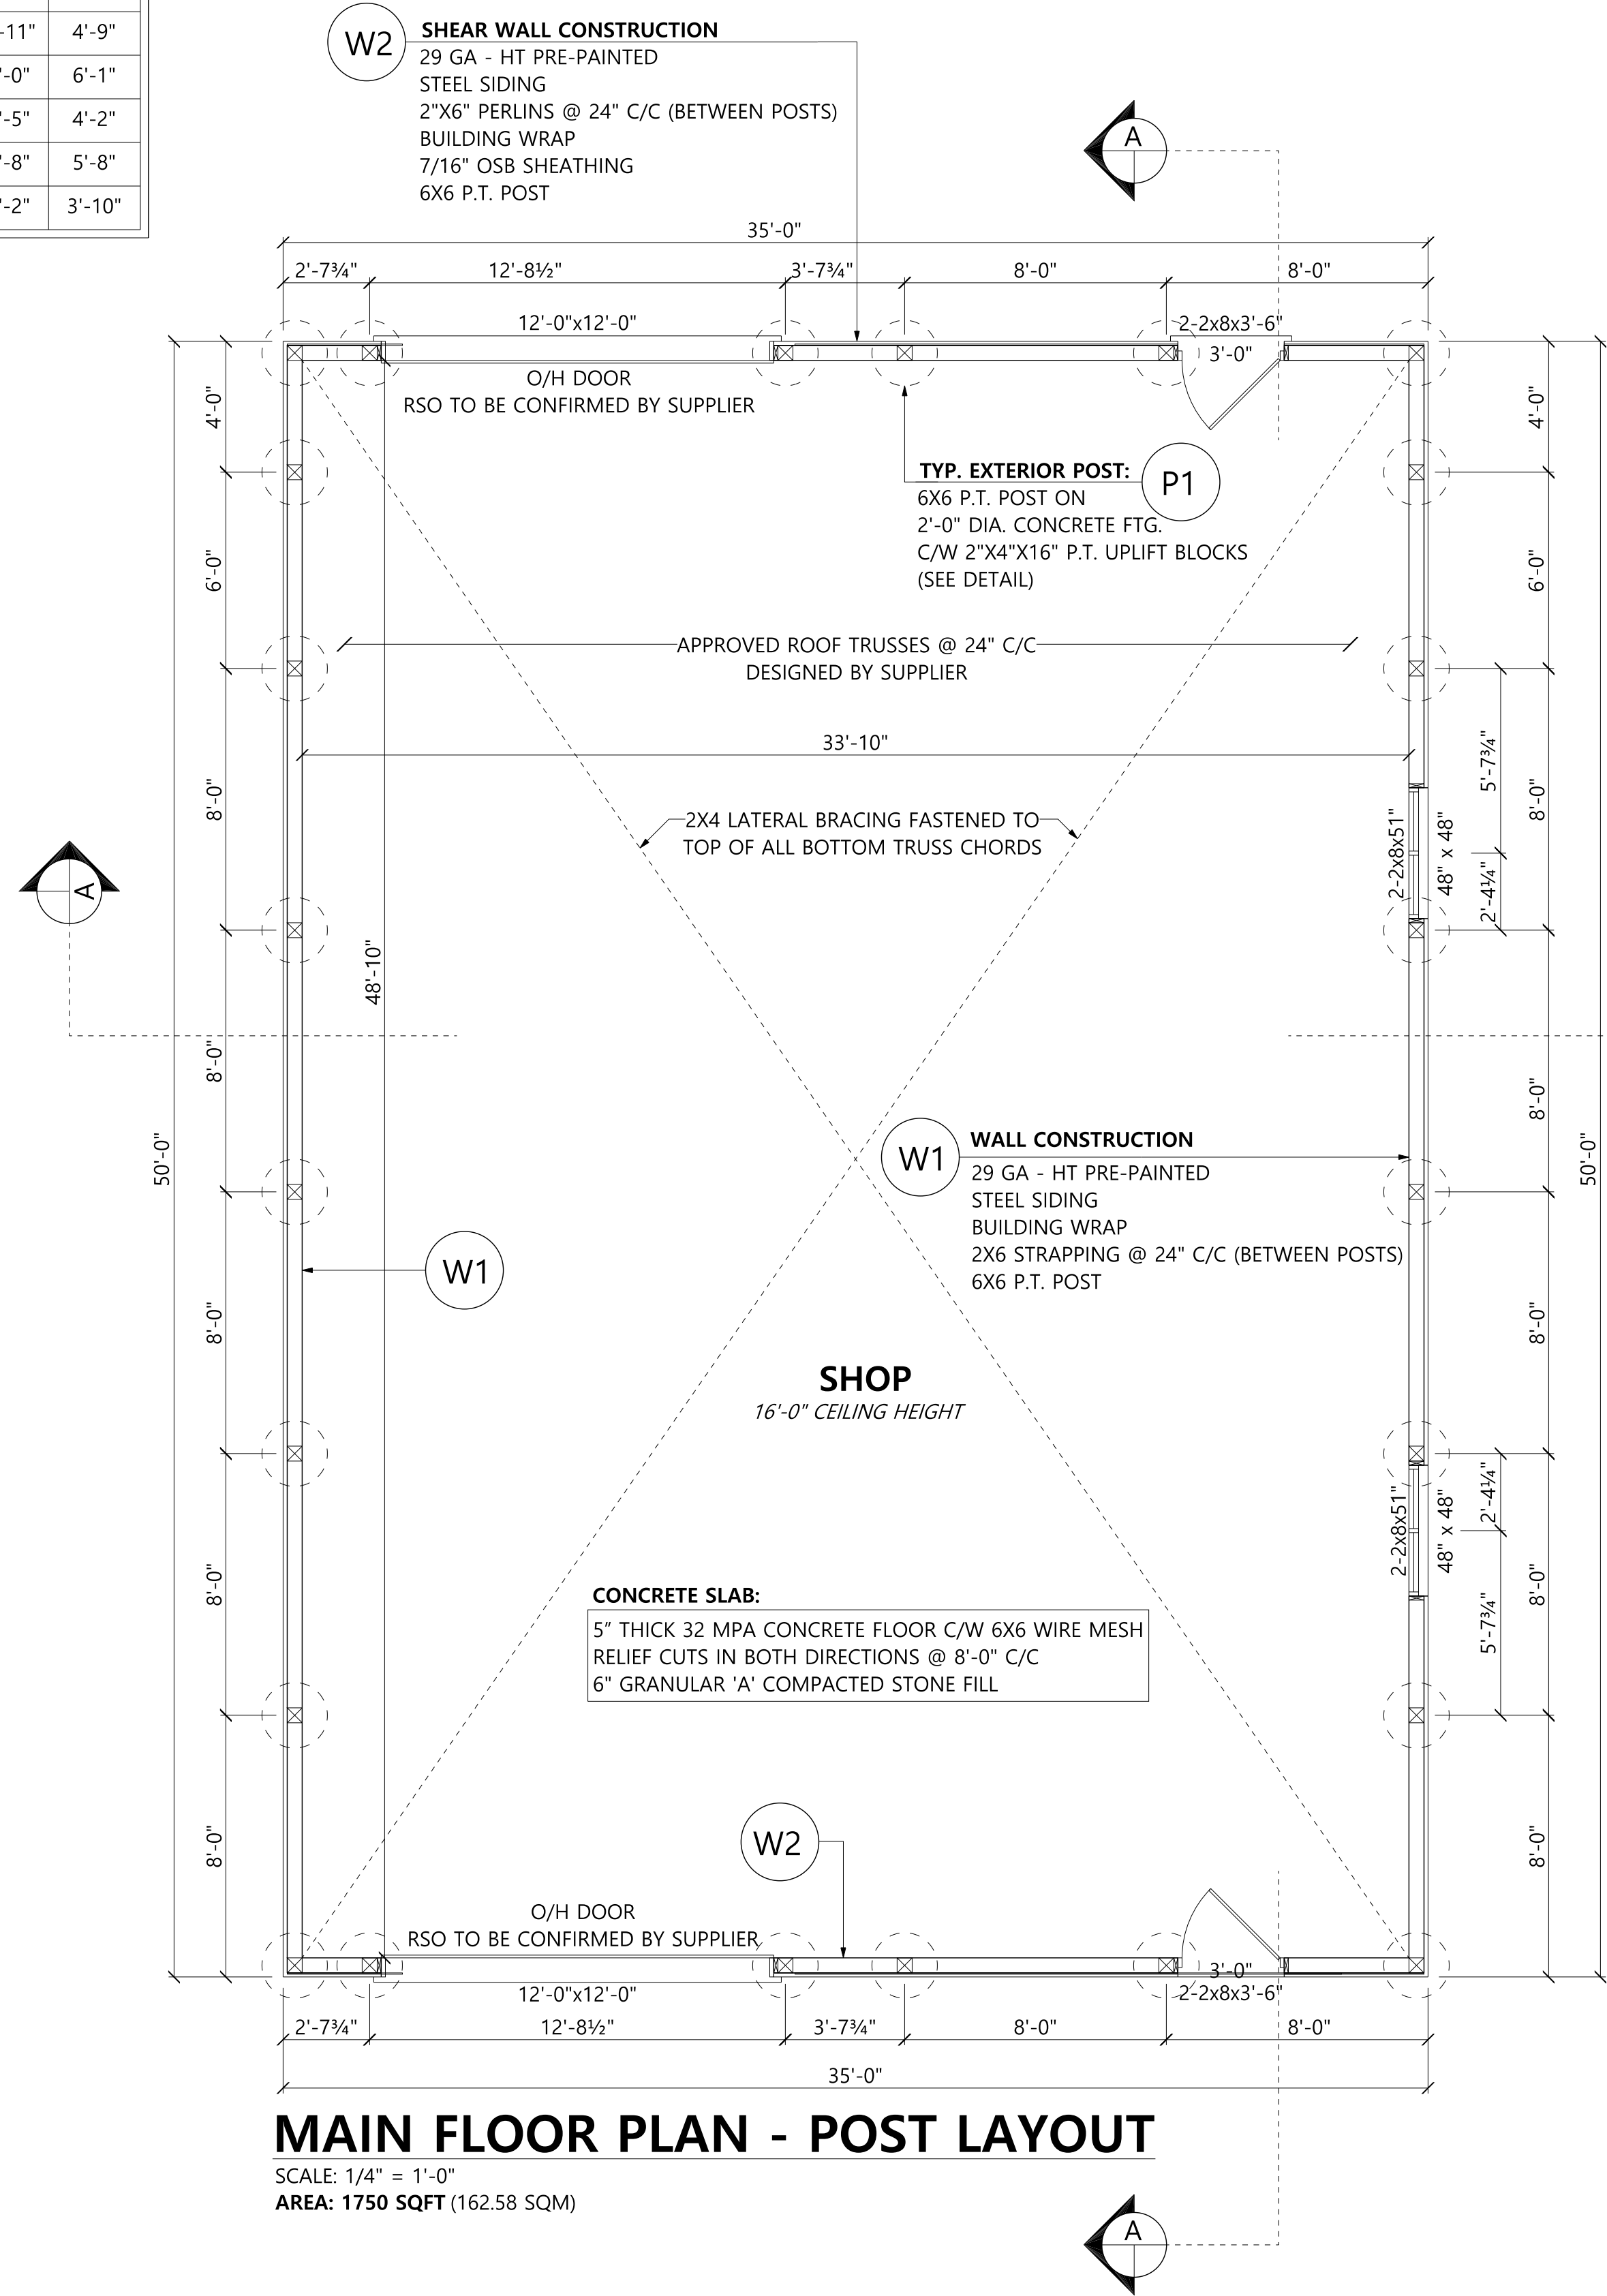 -11" 4'-9"
'-0" 6'-1"
'-5" 4'-2"
'-8" 5'-8"
'-2" 3'-10"
W2
SHEAR WALL CONSTRUCTION
29 GA - HT PRE-PAINTED
STEEL SIDING
2"X6" PERLINS @ 24" C/C (BETWEEN POSTS)
BUILDING WRAP
7/16" OSB SHEATHING
6X6 P.T. POST
A
35'-0"
2'-7¾" 12'-8½" 3'-7¾" 8'-0" 8'-0"
12'-0"x12'-0" 2-2x8x3'-6"
3'-0"
O/H DOOR
RSO TO BE CONFIRMED BY SUPPLIER
4'-0" 4'-0"
TYP. EXTERIOR POST: P1
6X6 P.T. POST ON
2'-0" DIA. CONCRETE FTG.
C/W 2"X4"X16" P.T. UPLIFT BLOCKS
(SEE DETAIL)
6'-0" 6'-0"
APPROVED ROOF TRUSSES @ 24" C/C
DESIGNED BY SUPPLIER
33'-10"
5'-7¾"
8'-0" 8'-0"
2X4 LATERAL BRACING FASTENED TO
TOP OF ALL BOTTOM TRUSS CHORDS
2-2x8x51" 48" x 48" 2'-4¼"
A
48'-10"
8'-0" 8'-0"
50'-0" 50'-0"
W1
WALL CONSTRUCTION
29 GA - HT PRE-PAINTED
STEEL SIDING
BUILDING WRAP
2X6 STRAPPING @ 24" C/C (BETWEEN POSTS)
6X6 P.T. POST
W1
8'-0" 8'-0"
SHOP
16'-0" CEILING HEIGHT
2'-4¼"
2-2x8x51" 48" x 48"
8'-0" 8'-0"
5'-7¾"
CONCRETE SLAB:
5” THICK 32 MPA CONCRETE FLOOR C/W 6X6 WIRE MESH
RELIEF CUTS IN BOTH DIRECTIONS @ 8'-0" C/C
6" GRANULAR 'A' COMPACTED STONE FILL
8'-0" 8'-0"
W2
O/H DOOR
RSO TO BE CONFIRMED BY SUPPLIER
3'-0"
12'-0"x12'-0" 2-2x8x3'-6"
2'-7¾" 12'-8½" 3'-7¾" 8'-0" 8'-0"
35'-0"
MAIN FLOOR PLAN - POST LAYOUT
SCALE: 1/4" = 1'-0"
AREA: 1750 SQFT (162.58 SQM)
A